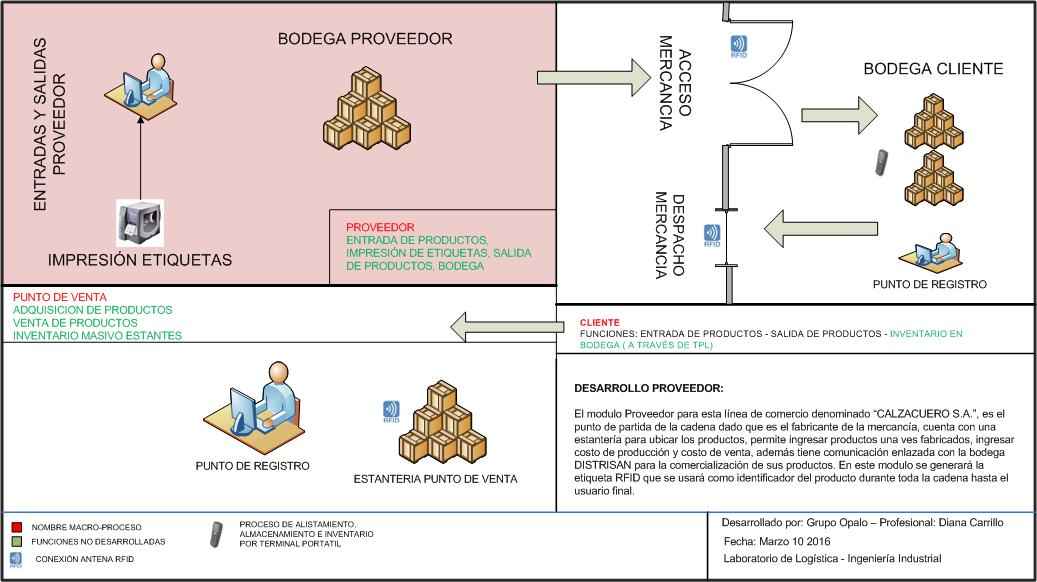 ENTRADAS Y SALIDAS
PROVEEDOR
BODEGA PROVEEDOR
IMPRESIÓN ETIQUETAS
PROVEEDOR
ENTRADA DE PRODUCTOS,
IMPRESIÓN DE ETIQUETAS, SALIDA
DE PRODUCTOS, BODEGA
ACCESO
MERCANCIA
RFID
BODEGA CLIENTE
DESPACHO
MERCANCIA
RFID
PUNTO DE REGISTRO
PUNTO DE VENTA
ADQUISICION DE PRODUCTOS
VENTA DE PRODUCTOS
INVENTARIO MASIVO ESTANTES
CLIENTE
FUNCIONES: ENTRADA DE PRODUCTOS - SALIDA DE PRODUCTOS - INVENTARIO EN
BODEGA ( A TRAVÉS DE TPL)
PUNTO DE REGISTRO
RFID
ESTANTERIA PUNTO DE VENTA
DESARROLLO PROVEEDOR:
El modulo Proveedor para esta línea de comercio denominado “CALZACUERO S.A.”, es el
punto de partida de la cadena dado que es el fabricante de la mercancía, cuenta con una
estantería para ubicar los productos, permite ingresar productos una ves fabricados, ingresar
costo de producción y costo de venta, además tiene comunicación enlazada con la bodega
DISTRISAN para la comercialización de sus productos. En este modulo se generará la
etiqueta RFID que se usará como identificador del producto durante toda la cadena hasta el
usuario final.
NOMBRE MACRO-PROCESO
FUNCIONES NO DESARROLLADAS
RFID
CONEXIÓN ANTENA RFID
PROCESO DE ALISTAMIENTO,
ALMACENAMIENTO E INVENTARIO
POR TERMINAL PORTATIL
Desarrollado por: Grupo Opalo – Profesional: Diana Carrillo
Fecha: Marzo 10 2016
Laboratorio de Logística - Ingeniería Industrial